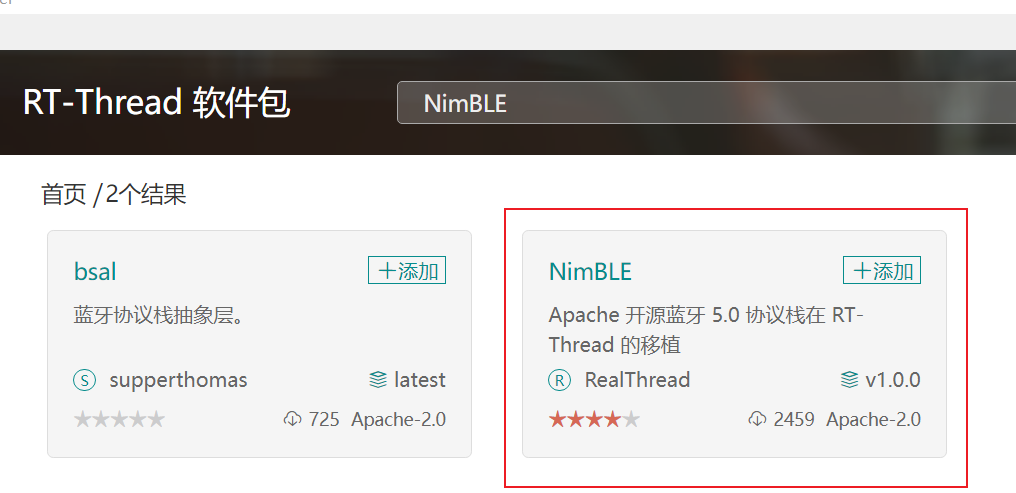 RT-Thread 软件包
NimBLE
首页 / 2个结果
bsal
＋添加
蓝牙协议栈抽象层。
S supperthomas
latest
725 Apache-2.0
NimBLE
＋添加
Apache 开源蓝牙 5.0 协议栈在 RT-
Thread 的移植
R RealThread
v1.0.0
2459 Apache-2.0